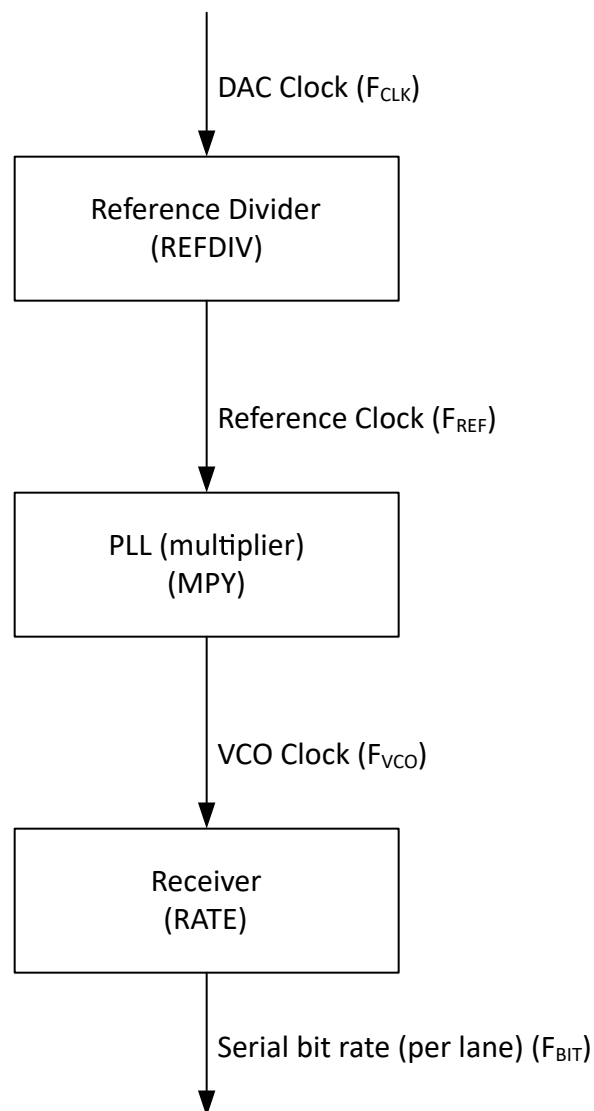 DAC Clock (FCLK)
Reference Divider
(REFDIV)
Reference Clock (FREF)
PLL (multiplier)
(MPY)
VCO Clock (FVCO)
Receiver
(RATE)
Serial bit rate (per lane) (FBIT)